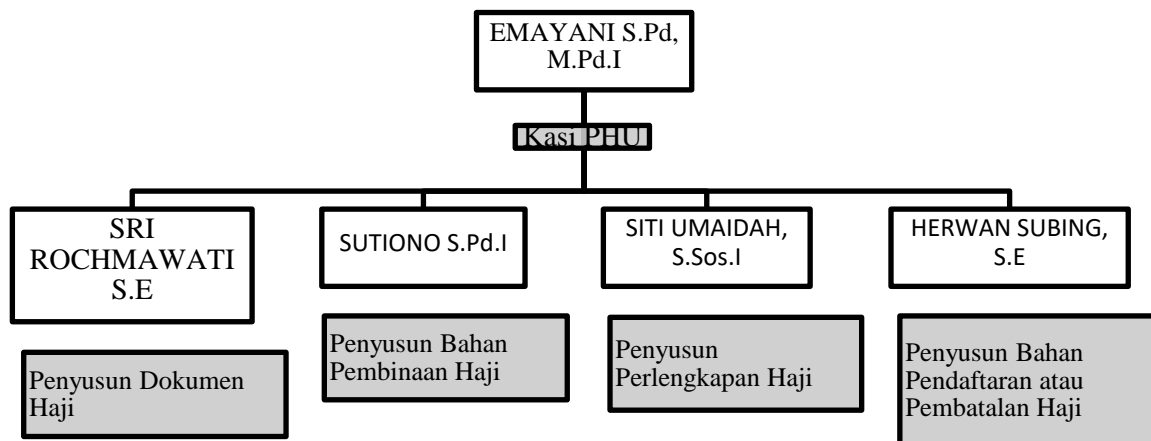 EMAYANI S.Pd,
M.Pd.I
Kasi PHU
SRI
ROCHMAWATI
S.E
SUTIONO S.Pd.I
SITI UMAIDAH,
S.Sos.I
HERWAN SUBING,
S.E
Penyusun Dokumen
Haji
Penyusun Bahan
Pembinaan Haji
Penyusun
Perlengkapan Haji
Penyusun Bahan
Pendaftaran atau
Pembatalan Haji